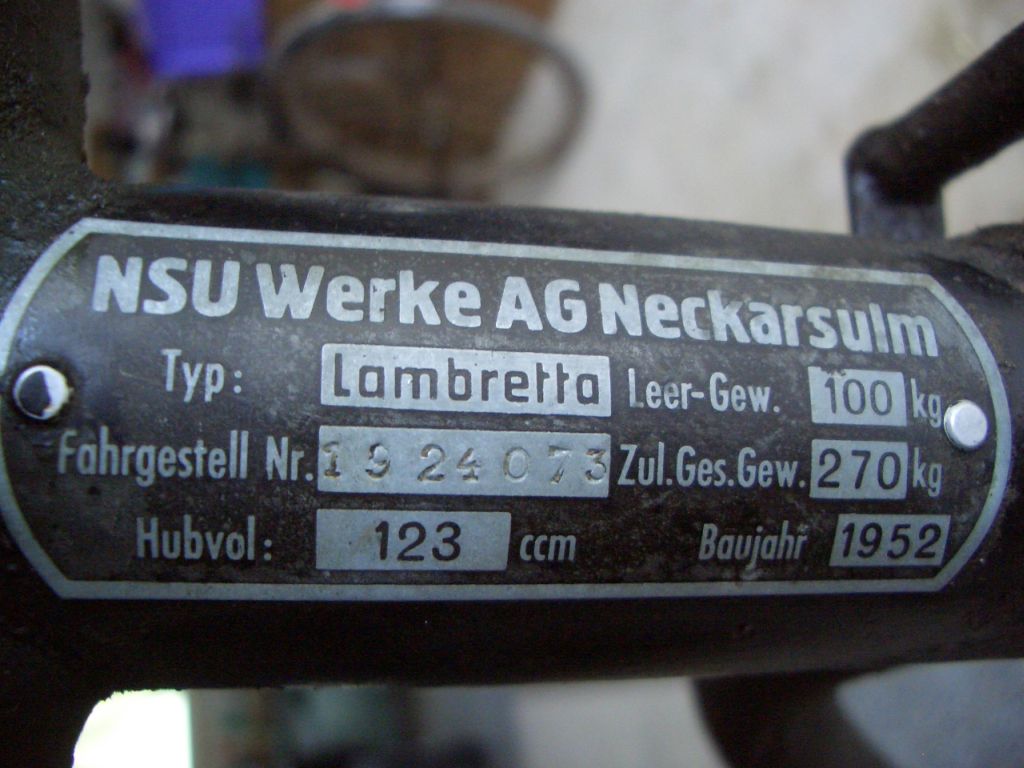 NSU Werke AG Neckarsulm
Typ: Lambretta Leer-Gew. 100 kg
Fahrgestell Nr. 1924073 Zul.Ges.Gew. 270 kg
Hubvol: 123 ccm Baujahr 1952